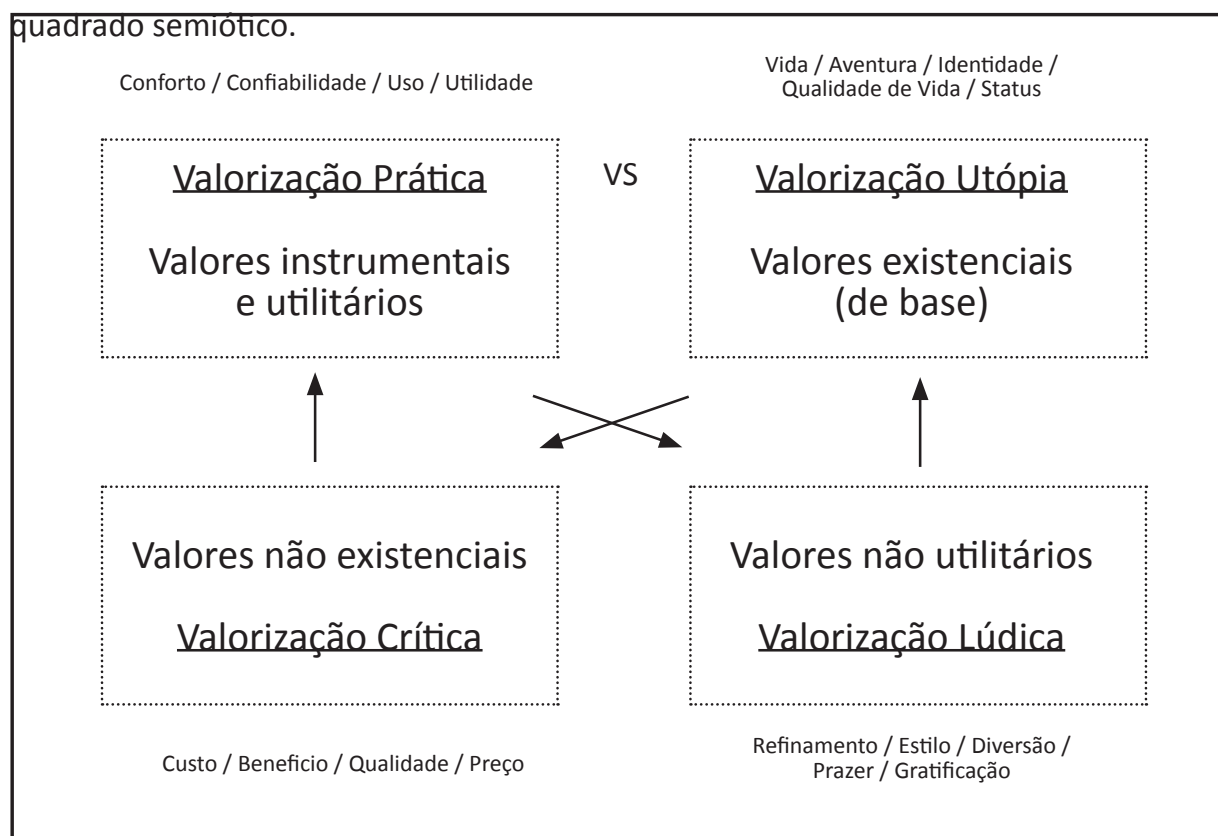 quadrado semiótico.
Conforto / Confiabilidade / Uso / Utilidade
Vida / Aventura / Identidade /
Qualidade de Vida / Status
Valorização Prática
VS
Valorização Utópia
Valores instrumentais
e utilitários
Valores existenciais
(de base)
Valores não existenciais
Valorização Crítica
Valores não utilitários
Valorização Lúdica
Custo / Beneficio / Qualidade / Preço
Refinamento / Estilo / Diversão /
Prazer / Gratificação